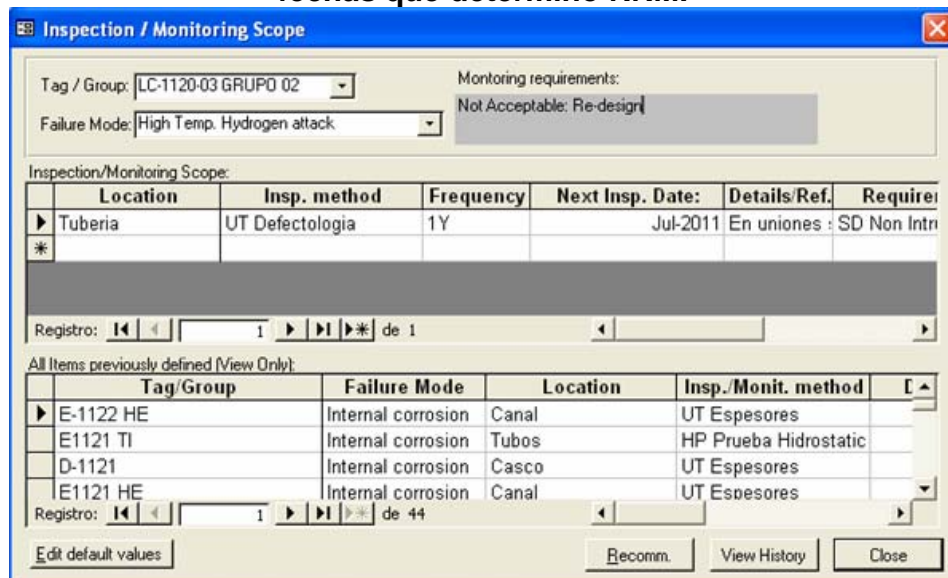 Inspection / Monitoring Scope
Tag / Group: LC-1120-03 GRUPO 02
Montoring requirements:
Not Acceptable: Re-design
Failure Mode: High Temp. Hydrogen attack
Inspection/Monitoring Scope:
Location Insp. method Frequency Next Insp. Date: Details/Ref. Require
Tuberia UT Defectologia 1Y Jul-2011 En uniones SD Non Intr
Registro: 1 de 1
All Items previously defined (View Only):
Tag/Group Failure Mode Location Insp./Monit. method
E-1122 HE Internal corrosion Canal UT Espesores
E1121 TI Internal corrosion Tubos HP Prueba Hidrostatic
D-1121 Internal corrosion Casco UT Espesores
E1121 HE Internal corrosion Canal UT Espesores
Registro: 1 de 44
Edit default values Recomm. View History Close